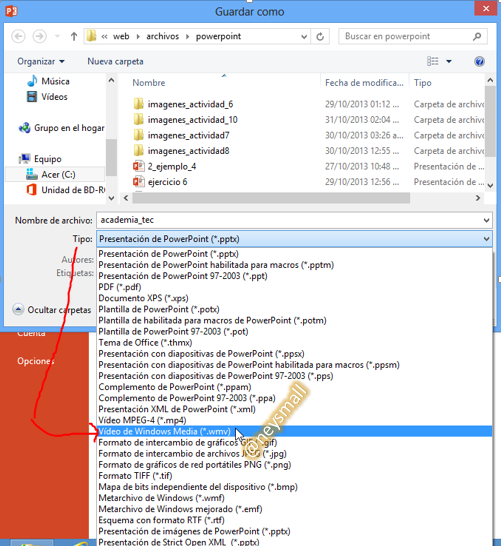 Guardar como
« web ▸ archivos ▸ powerpoint
Buscar en powerpoint
Organizar
Nueva carpeta
Música
Vídeos
Grupo en el hogar
Equipo
Acer (C:)
Unidad de BD-RO
Nombre
Fecha de modifica...
Tipo
imagenes_actividad_6 29/10/2013 01:12 ... Carpeta de archivo
imagenes_actividad_10 31/10/2013 02:04 ... Carpeta de archivo
imagenes_actividad7 30/10/2013 03:26 a... Carpeta de archivo
imagenes_actividad8 29/10/2013 12:55 ... Carpeta de archivo
2_ejemplo_4 27/10/2013 10:48 ... Presentación de
ejercicio 6 29/10/2013 12:56 ... Presentación de
Nombre de archivo: academia_tec
Tipo: Presentación de PowerPoint (*.pptx)
Autores:
Etiquetas:
Ocultar carpetas
Cuenta
Opciones
Presentación de PowerPoint (*.pptx)
Presentación de PowerPoint habilitada para macros (*.pptm)
Presentación de PowerPoint 97-2003 (*.ppt)
PDF (*.pdf)
Documento XPS (*.xps)
Plantilla de PowerPoint (*.potx)
Plantilla de habilitada para macros de PowerPoint (*.potm)
Plantilla de PowerPoint 97-2003 (*.pot)
Tema de Office (*.thmx)
Presentación con diapositivas de PowerPoint (*.ppsx)
Presentación con diapositivas de PowerPoint habilitada para macros (*.ppsm)
Presentación con diapositivas de PowerPoint 97-2003 (*.pps)
Complemento de PowerPoint (*.ppam)
Complemento de PowerPoint 97-2003 (*.ppa)
Presentación XML de PowerPoint (*.xml)
Vídeo MPEG-4 (*.mp4)
Vídeo de Windows Media (*.wmv)
Formato de intercambio de gráficos GIF (*.gif)
Formato de intercambio de archivos JPEG (*.jpg)
Formato de gráficos de red portátiles PNG (*.png)
Formato TIFF (*.tif)
Mapa de bits independiente del dispositivo (*.bmp)
Metarchivo de Windows (*.wmf)
Metarchivo de Windows mejorado (*.emf)
Esquema con formato RTF (*.rtf)
Presentación de imágenes de PowerPoint (*.pptx)
Presentación de Strict Open XML (*.pptx)
@neysmall